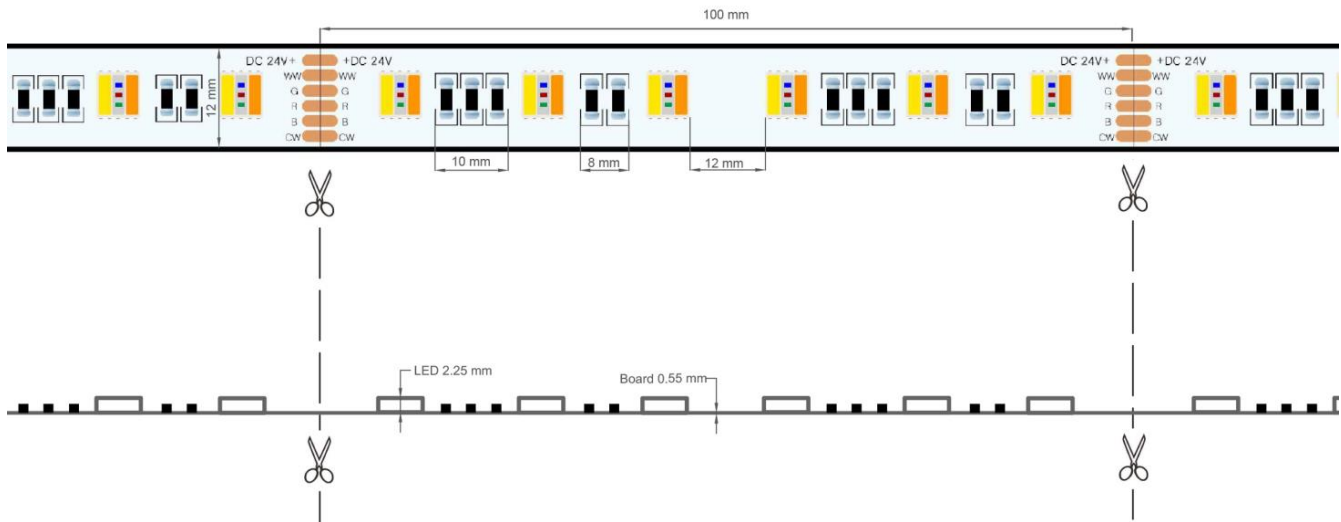 100 mm
DC 24V+ +DC 24V DC 24V+ +DC 24V
WW WW WW WW
G G G G
12 mm
R R R R
B B B B
CW CW CW CW
10 mm 8 mm 12 mm
LED 2.25 mm Board 0.55 mm